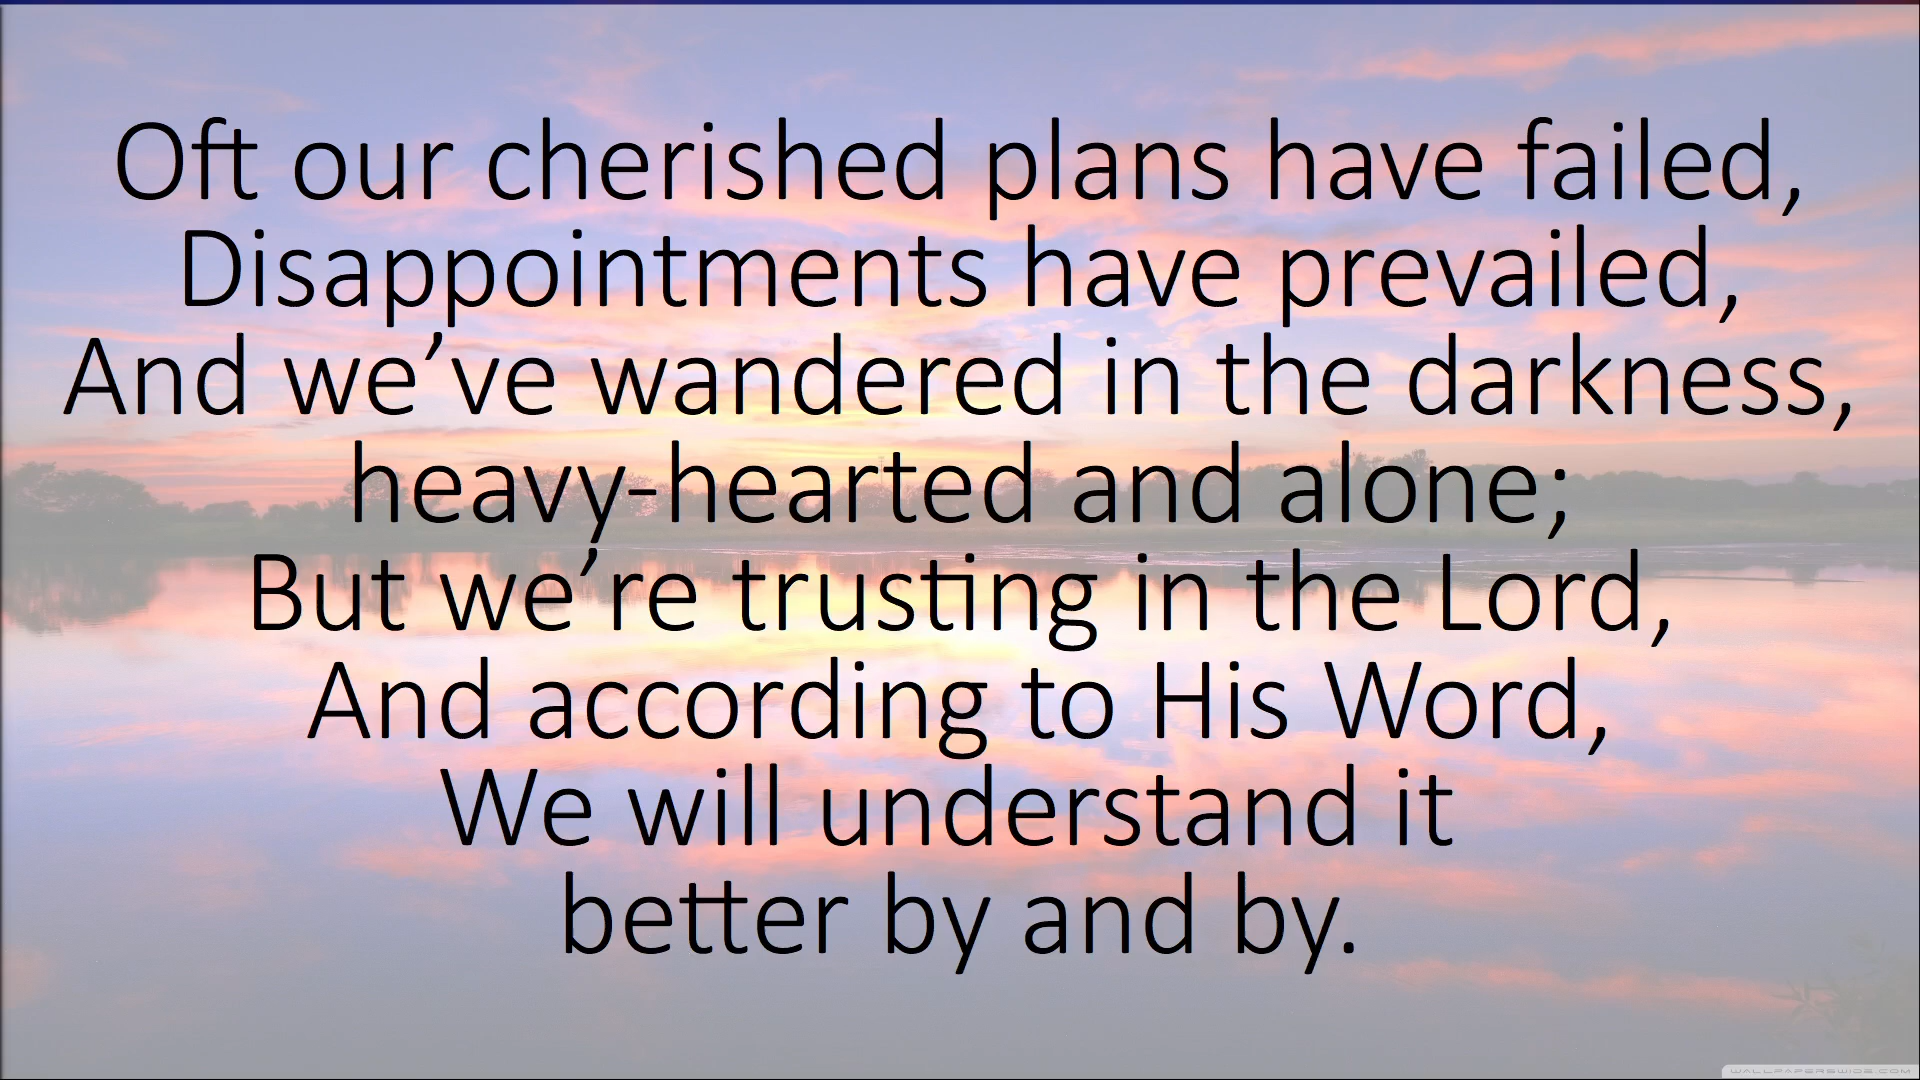 Oft our cherished plans have failed,
Disappointments have prevailed,
And we’ve wandered in the darkness,
heavy-hearted and alone;
But we’re trusting in the Lord,
And according to His Word,
We will understand it
better by and by.
WALLPAPERSWIDE.COM